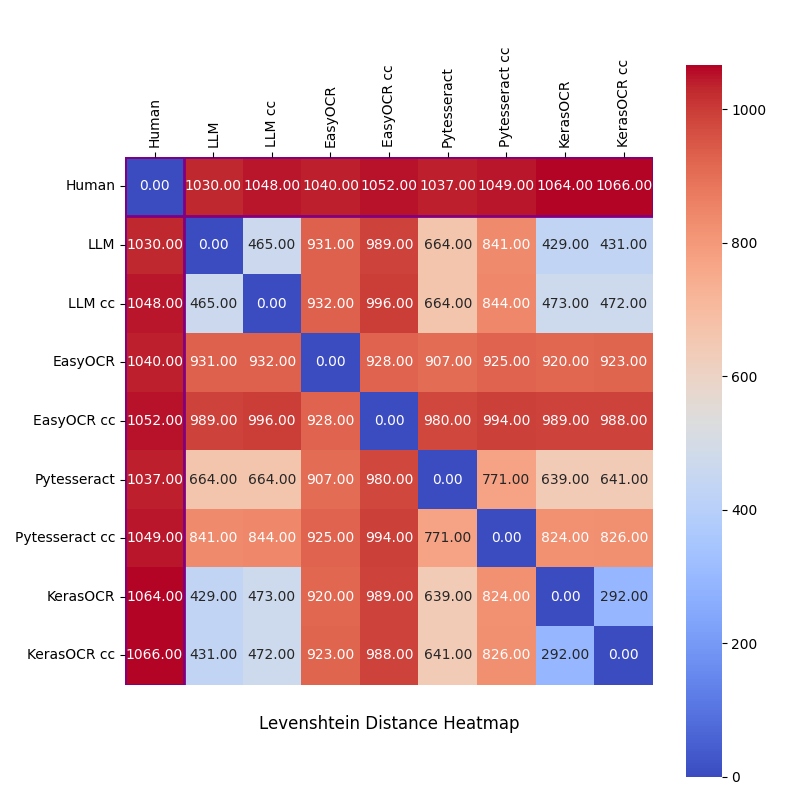 Human LLM LLM cc EasyOCR EasyOCR cc Pytesseract Pytesseract cc KerasOCR KerasOCR cc
Human 0.00 1030.00 1048.00 1040.00 1052.00 1037.00 1049.00 1064.00 1066.00
LLM 1030.00 0.00 465.00 931.00 989.00 664.00 841.00 429.00 431.00
LLM cc 1048.00 465.00 0.00 932.00 996.00 664.00 844.00 473.00 472.00
EasyOCR 1040.00 931.00 932.00 0.00 928.00 907.00 925.00 920.00 923.00
EasyOCR cc 1052.00 989.00 996.00 928.00 0.00 980.00 994.00 989.00 988.00
Pytesseract 1037.00 664.00 664.00 907.00 980.00 0.00 771.00 639.00 641.00
Pytesseract cc 1049.00 841.00 844.00 925.00 994.00 771.00 0.00 824.00 826.00
KerasOCR 1064.00 429.00 473.00 920.00 989.00 639.00 824.00 0.00 292.00
KerasOCR cc 1066.00 431.00 472.00 923.00 988.00 641.00 826.00 292.00 0.00
Levenshtein Distance Heatmap
1000
800
600
400
200
0